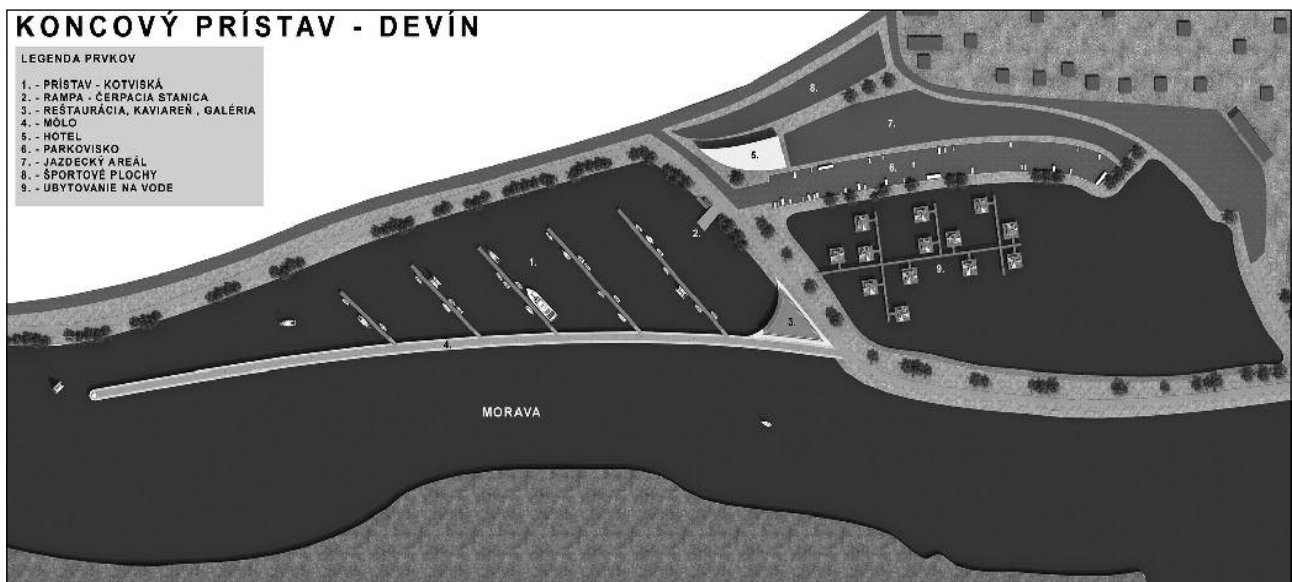 KONCOVÝ PRÍSTAV - DEVÍN
LEGENDA PRVKOV
1. - PRÍSTAV - KOTVISKÁ
2. - RAMPA - ČERPACIA STANICA
3. - REŠTAURÁCIA, KAVIAREŇ , GALÉRIA
4. - MÓLO
5. - HOTEL
6. - PARKOVISKO
7. - JAZDECKÝ AREÁL
8. - ŠPORTOVÉ PLOCHY
9. - UBYTOVANIE NA VODE
8.
7.
5.
6.
2.
1.
9.
3.
4.
MORAVA